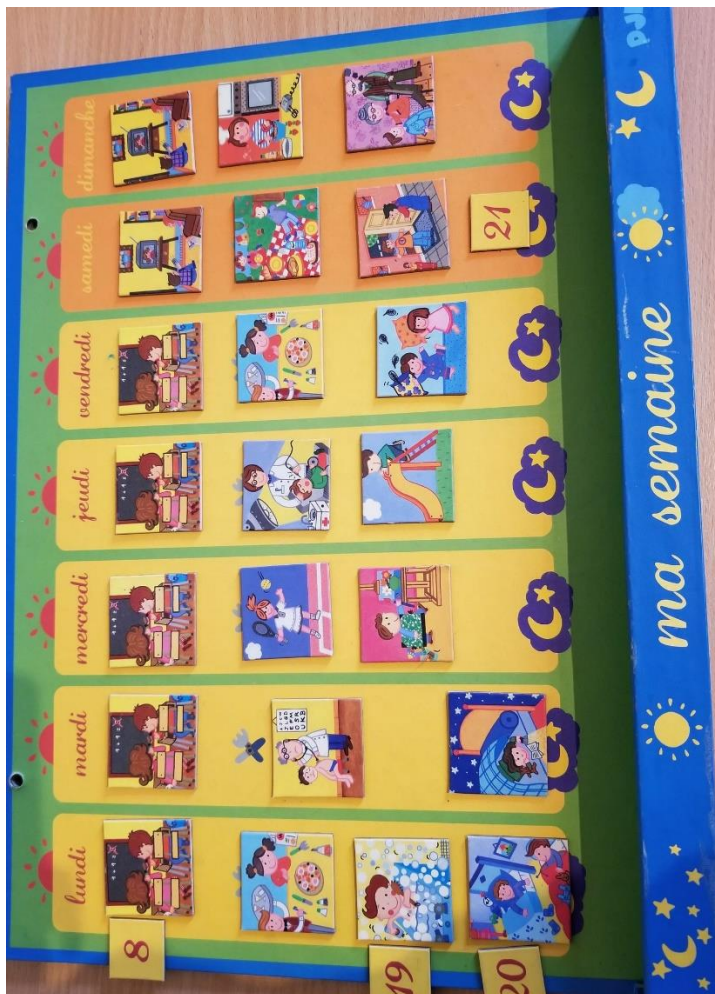 ma semaine
lundi
mardi
mercredi
jeudi
vendredi
samedi
dimanche
8
19
20
21